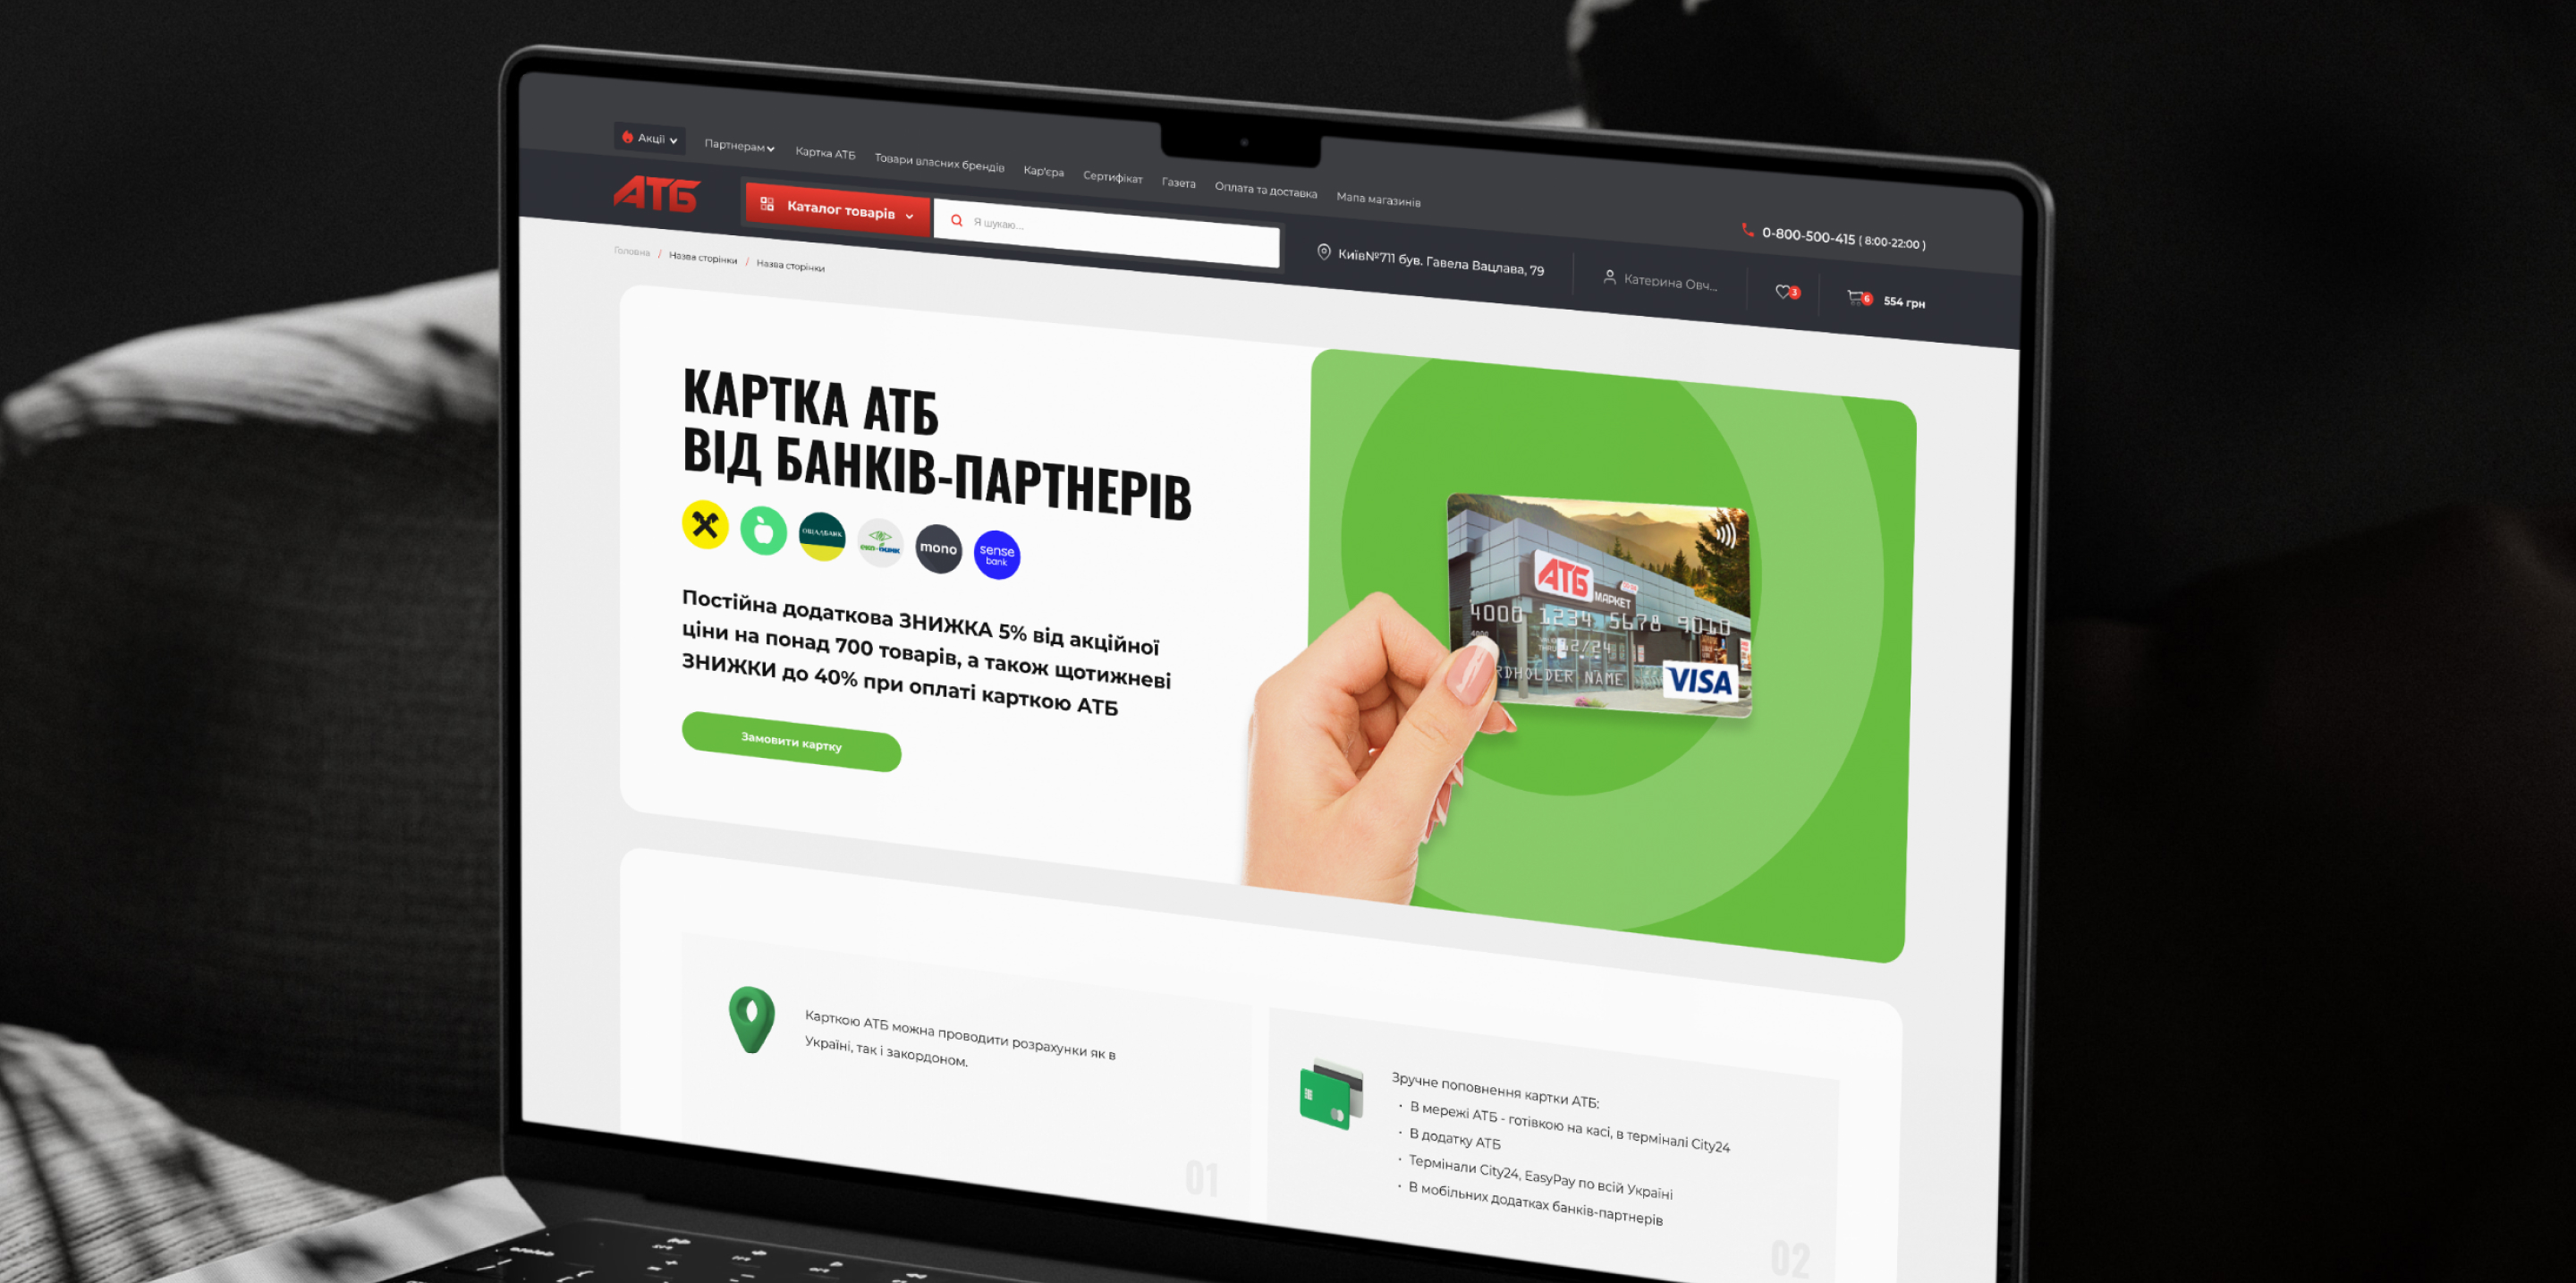 Акції
Партнерам
Картка АТБ
Товари власних брендів
Кар'єра
Сертифікат
Газета
Оплата та доставка
Мапа магазинів
0-800-500-415 ( 8:00-22:00 )
АТБ
Каталог товарів
Я шукаю...
Київ№711 був. Гавела Вацлава, 79
Катерина Овч...
3
6
554 грн
Головна / Назва сторінки / Назва сторінки
КАРТКА АТБ
ВІД БАНКІВ-ПАРТНЕРІВ
ОЩАДБАНК
mono
sense
bank
Постійна додаткова ЗНИЖКА 5% від акційної
ціни на понад 700 товарів, а також щотижневі
ЗНИЖКИ до 40% при оплаті карткою АТБ
Замовити картку
АТБ
МАРКЕТ
4000 1234 5678 9010
12/24
RDHOLDER NAME
VISA
Карткою АТБ можна проводити розрахунки як в
Україні, так і закордоном.
01
Зручне поповнення картки АТБ:
• В мережі АТБ - готівкою на касі, в терміналі City24
• В додатку АТБ
• Термінали City24, EasyPay по всій Україні
• В мобільних додатках банків-партнерів
02